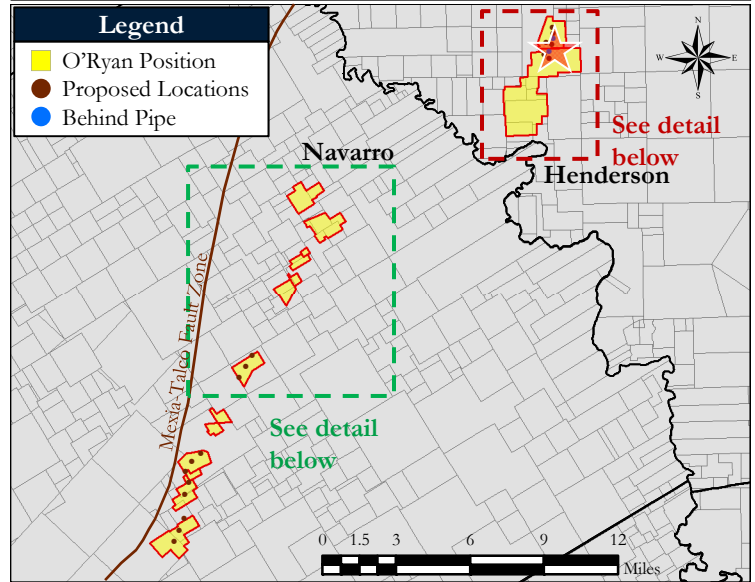 Legend
O'Ryan Position
Proposed Locations
Behind Pipe
N
W E
S
See detail
below
Navarro
Henderson
Mexia-Talco Fault Zone
See detail
below
0 1.5 3 6 9 12
Miles